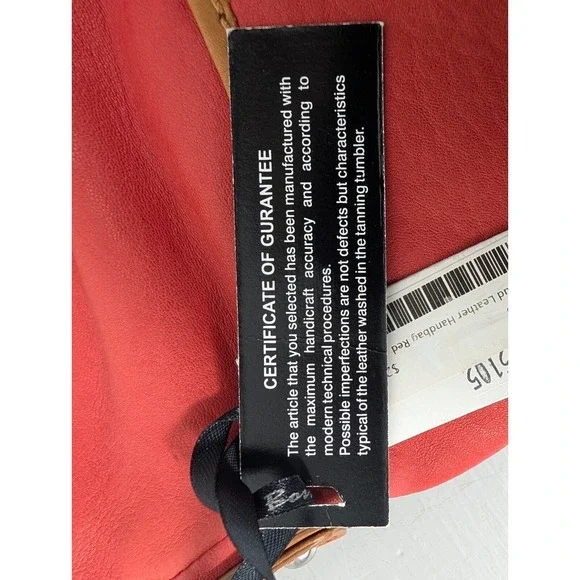 CERTIFICATE OF GURANTEE
The article that you selected has been manufactured with
the maximum handicraft accuracy and according to
modern technical procedures.
Possible imperfections are not defects but characteristics
typical of the leather washed in the tanning tumbler.
Leather Handbag Red
5105